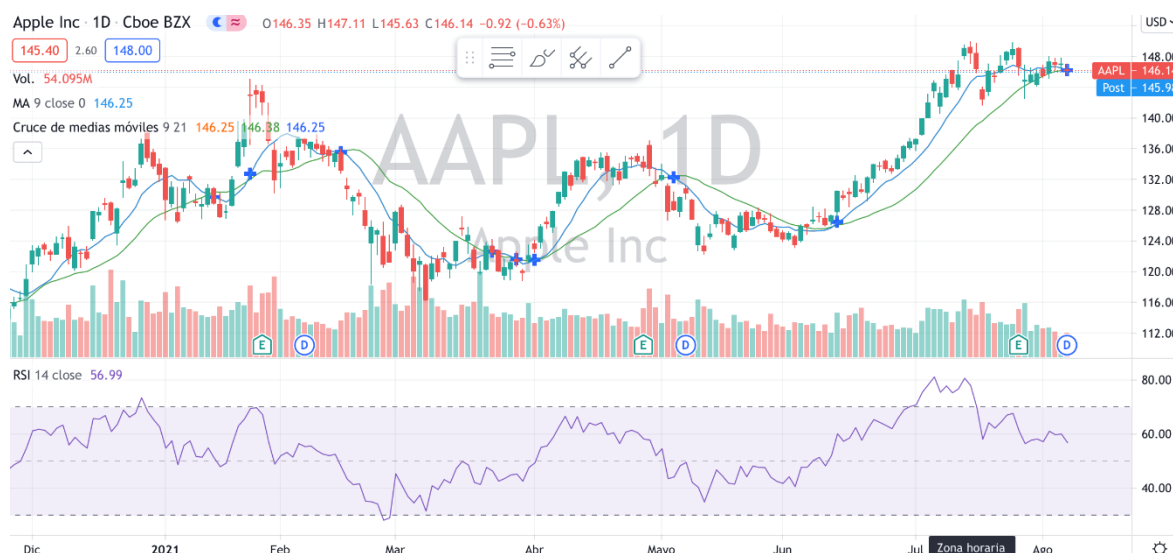 Apple Inc · 1D · Cboe BZX O146.35 H147.11 L145.63 C146.14 −0.92 (−0.63%)
USD
145.40 2.60 148.00
Vol. 54.095M
MA 9 close 0 146.25
Cruce de medias móviles 9 21 146.25 146.38 146.25
AAPL, 1D
Apple Inc
148.00
AAPL 146.14
Post 145.98
140.00
136.00
132.00
128.00
124.00
120.00
116.00
112.00
E D E D E D
RSI 14 close 56.99
80.00
60.00
40.00
Dic 2021 Feb Mar Abr Mayo Jun Jul Ago
Zona horaria